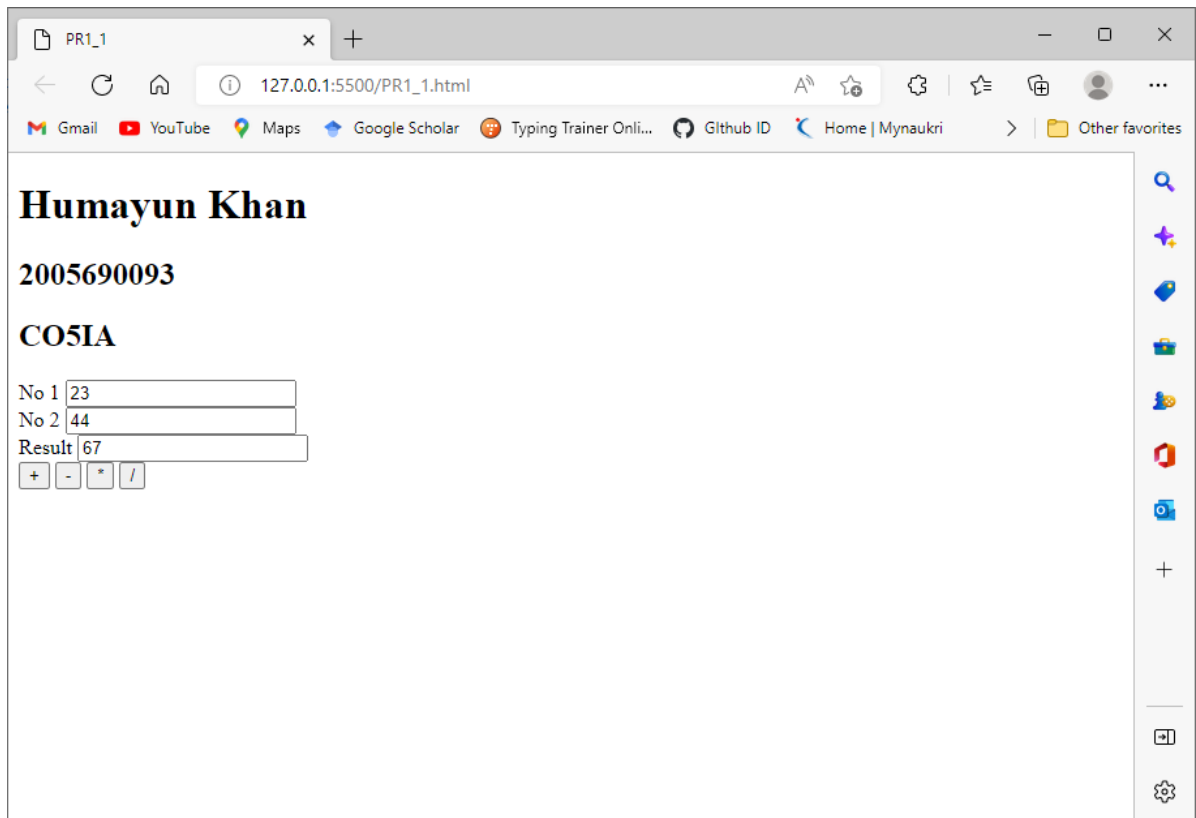 PR1_1
127.0.0.1:5500/PR1_1.html
Gmail YouTube Maps Google Scholar Typing Trainer Onli... GIthub ID Home | Mynaukri Other favorites
Humayun Khan
2005690093
CO5IA
No 1 23
No 2 44
Result 67
+ - * /